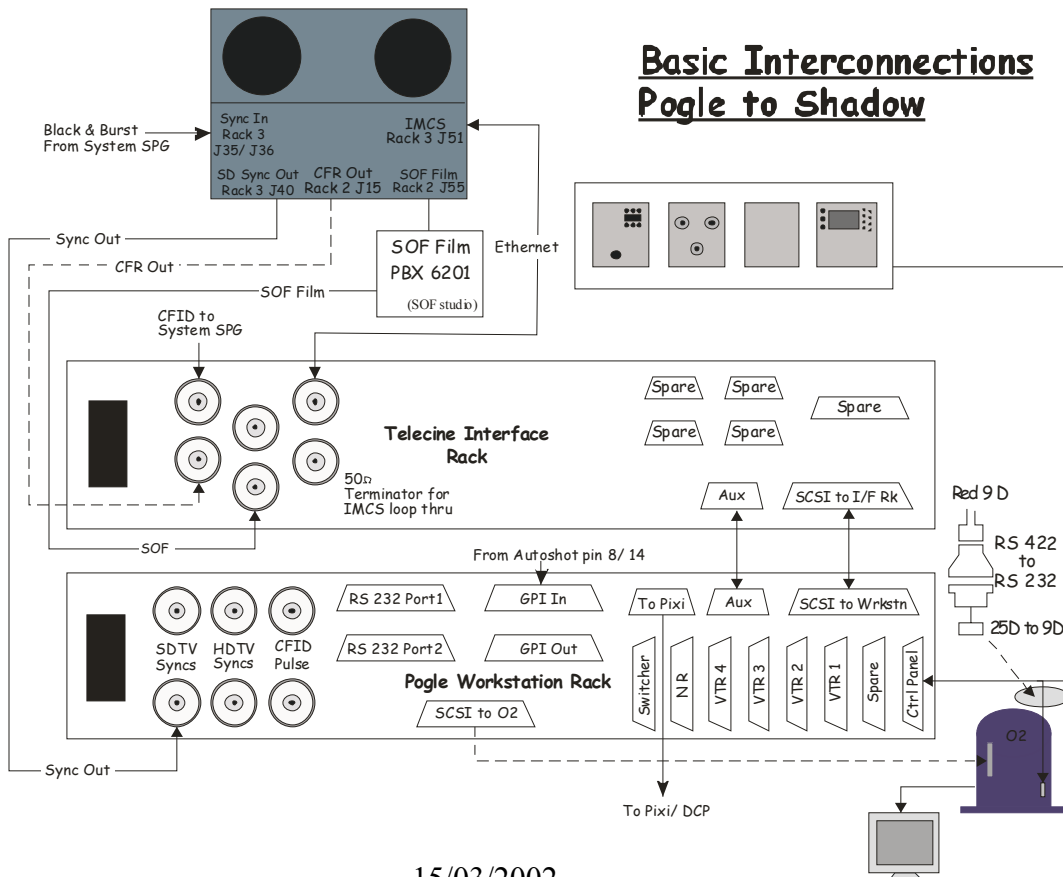 Basic Interconnections
Pogle to Shadow
Black & Burst
From System SPG
Sync In
Rack 3
J35/ J36
IMCS
Rack 3 J51
SD Sync Out
Rack 3 J40
CFR Out
Rack 2 J15
SOF Film
Rack 2 J55
Sync Out
CFR Out
SOF Film
SOF Film
PBX 6201
(SOF studio)
Ethernet
CFID to
System SPG
Telecine Interface
Rack
50Ω
Terminator for
IMCS loop thru
Spare
Spare
Spare
Spare
Spare
Aux
SCSI to I/F Rk
SOF
From Autoshot pin 8/ 14
Red 9 D
RS 422
to
RS 232
25D to 9D
SDTV
Syncs
HDTV
Syncs
CFID
Pulse
RS 232 Port1
RS 232 Port2
GPI In
GPI Out
To Pixi
Aux
SCSI to Wrkstn
Pogle Workstation Rack
SCSI to O2
Switcher
NR
VTR 4
VTR 3
VTR 2
VTR 1
Spare
Ctrl Panel
O2
Sync Out
To Pixi/ DCP